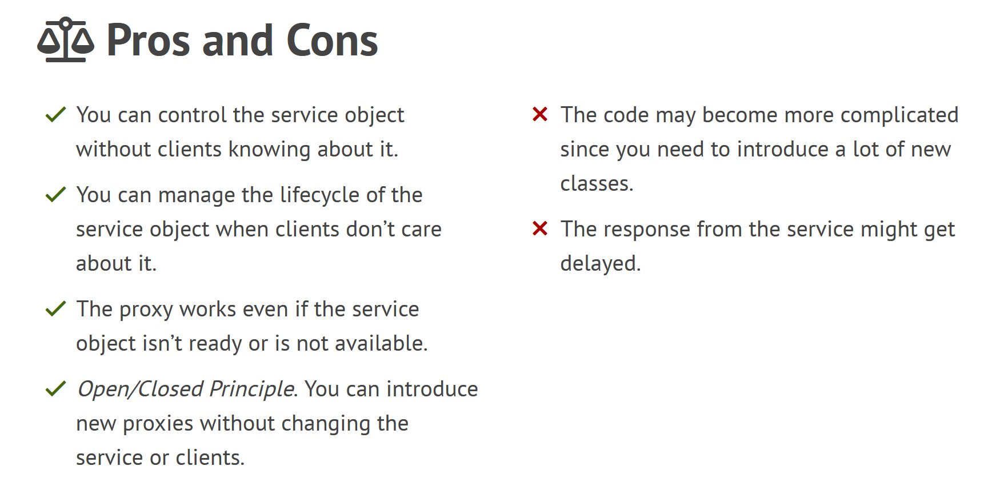 Pros and Cons
You can control the service object
without clients knowing about it.
You can manage the lifecycle of the
service object when clients don’t care
about it.
The proxy works even if the service
object isn’t ready or is not available.
Open/Closed Principle. You can introduce
new proxies without changing the
service or clients.
The code may become more complicated
since you need to introduce a lot of new
classes.
The response from the service might get
delayed.